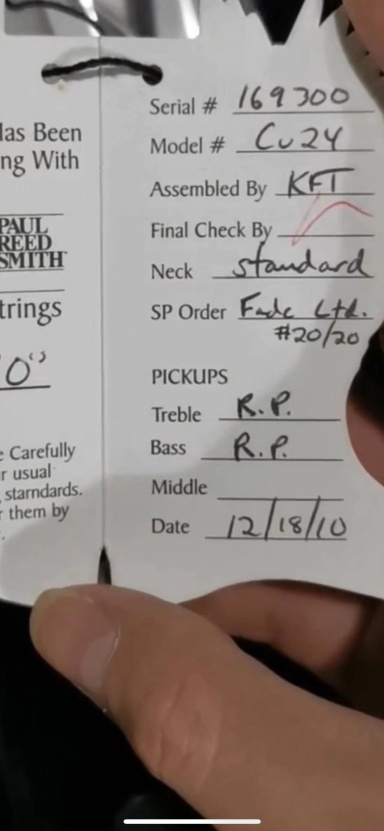 las Been
ng With
PAUL
REED
SMITH
trings
"0"
e Carefully
r usual
starndards.
r them by
Serial # 169300
Model # Cu24
Assembled By KFT
Final Check By
Neck standard
SP Order Fade Ltd.
#20/20
PICKUPS
Treble R.P.
Bass R.P.
Middle
Date 12/18/10